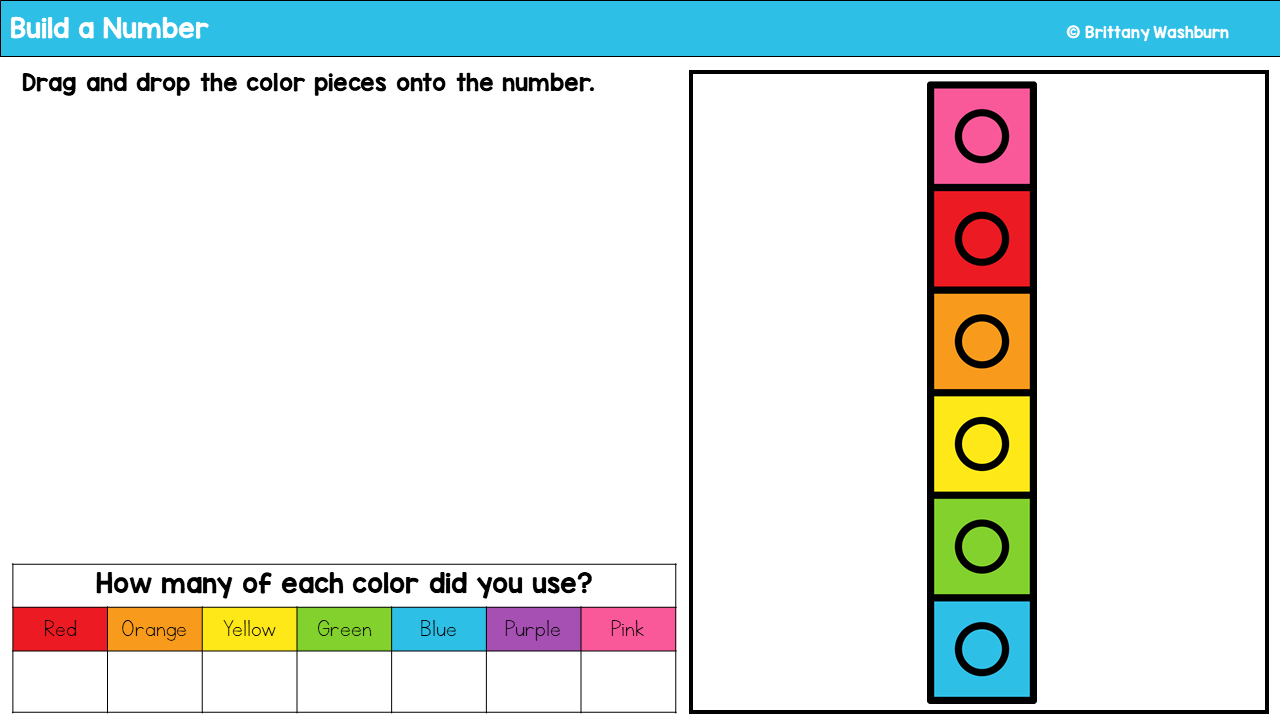 Build a Number
© Brittany Washburn
Drag and drop the color pieces onto the number.
How many of each color did you use?
Red Orange Yellow Green Blue Purple Pink